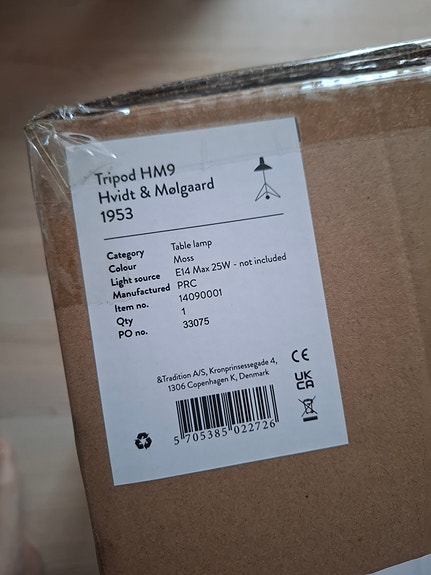 Tripod HM9
Hvidt & Mølgaard
1953
Category Table lamp
Colour Moss
Light source E14 Max 25W - not included
Manufactured PRC
Item no. 14090001
Qty 1
PO no. 33075
&Tradition A/S, Kronprinsessegade 4,
1306 Copenhagen K, Denmark
CE
UK
CA
5 705385 022726